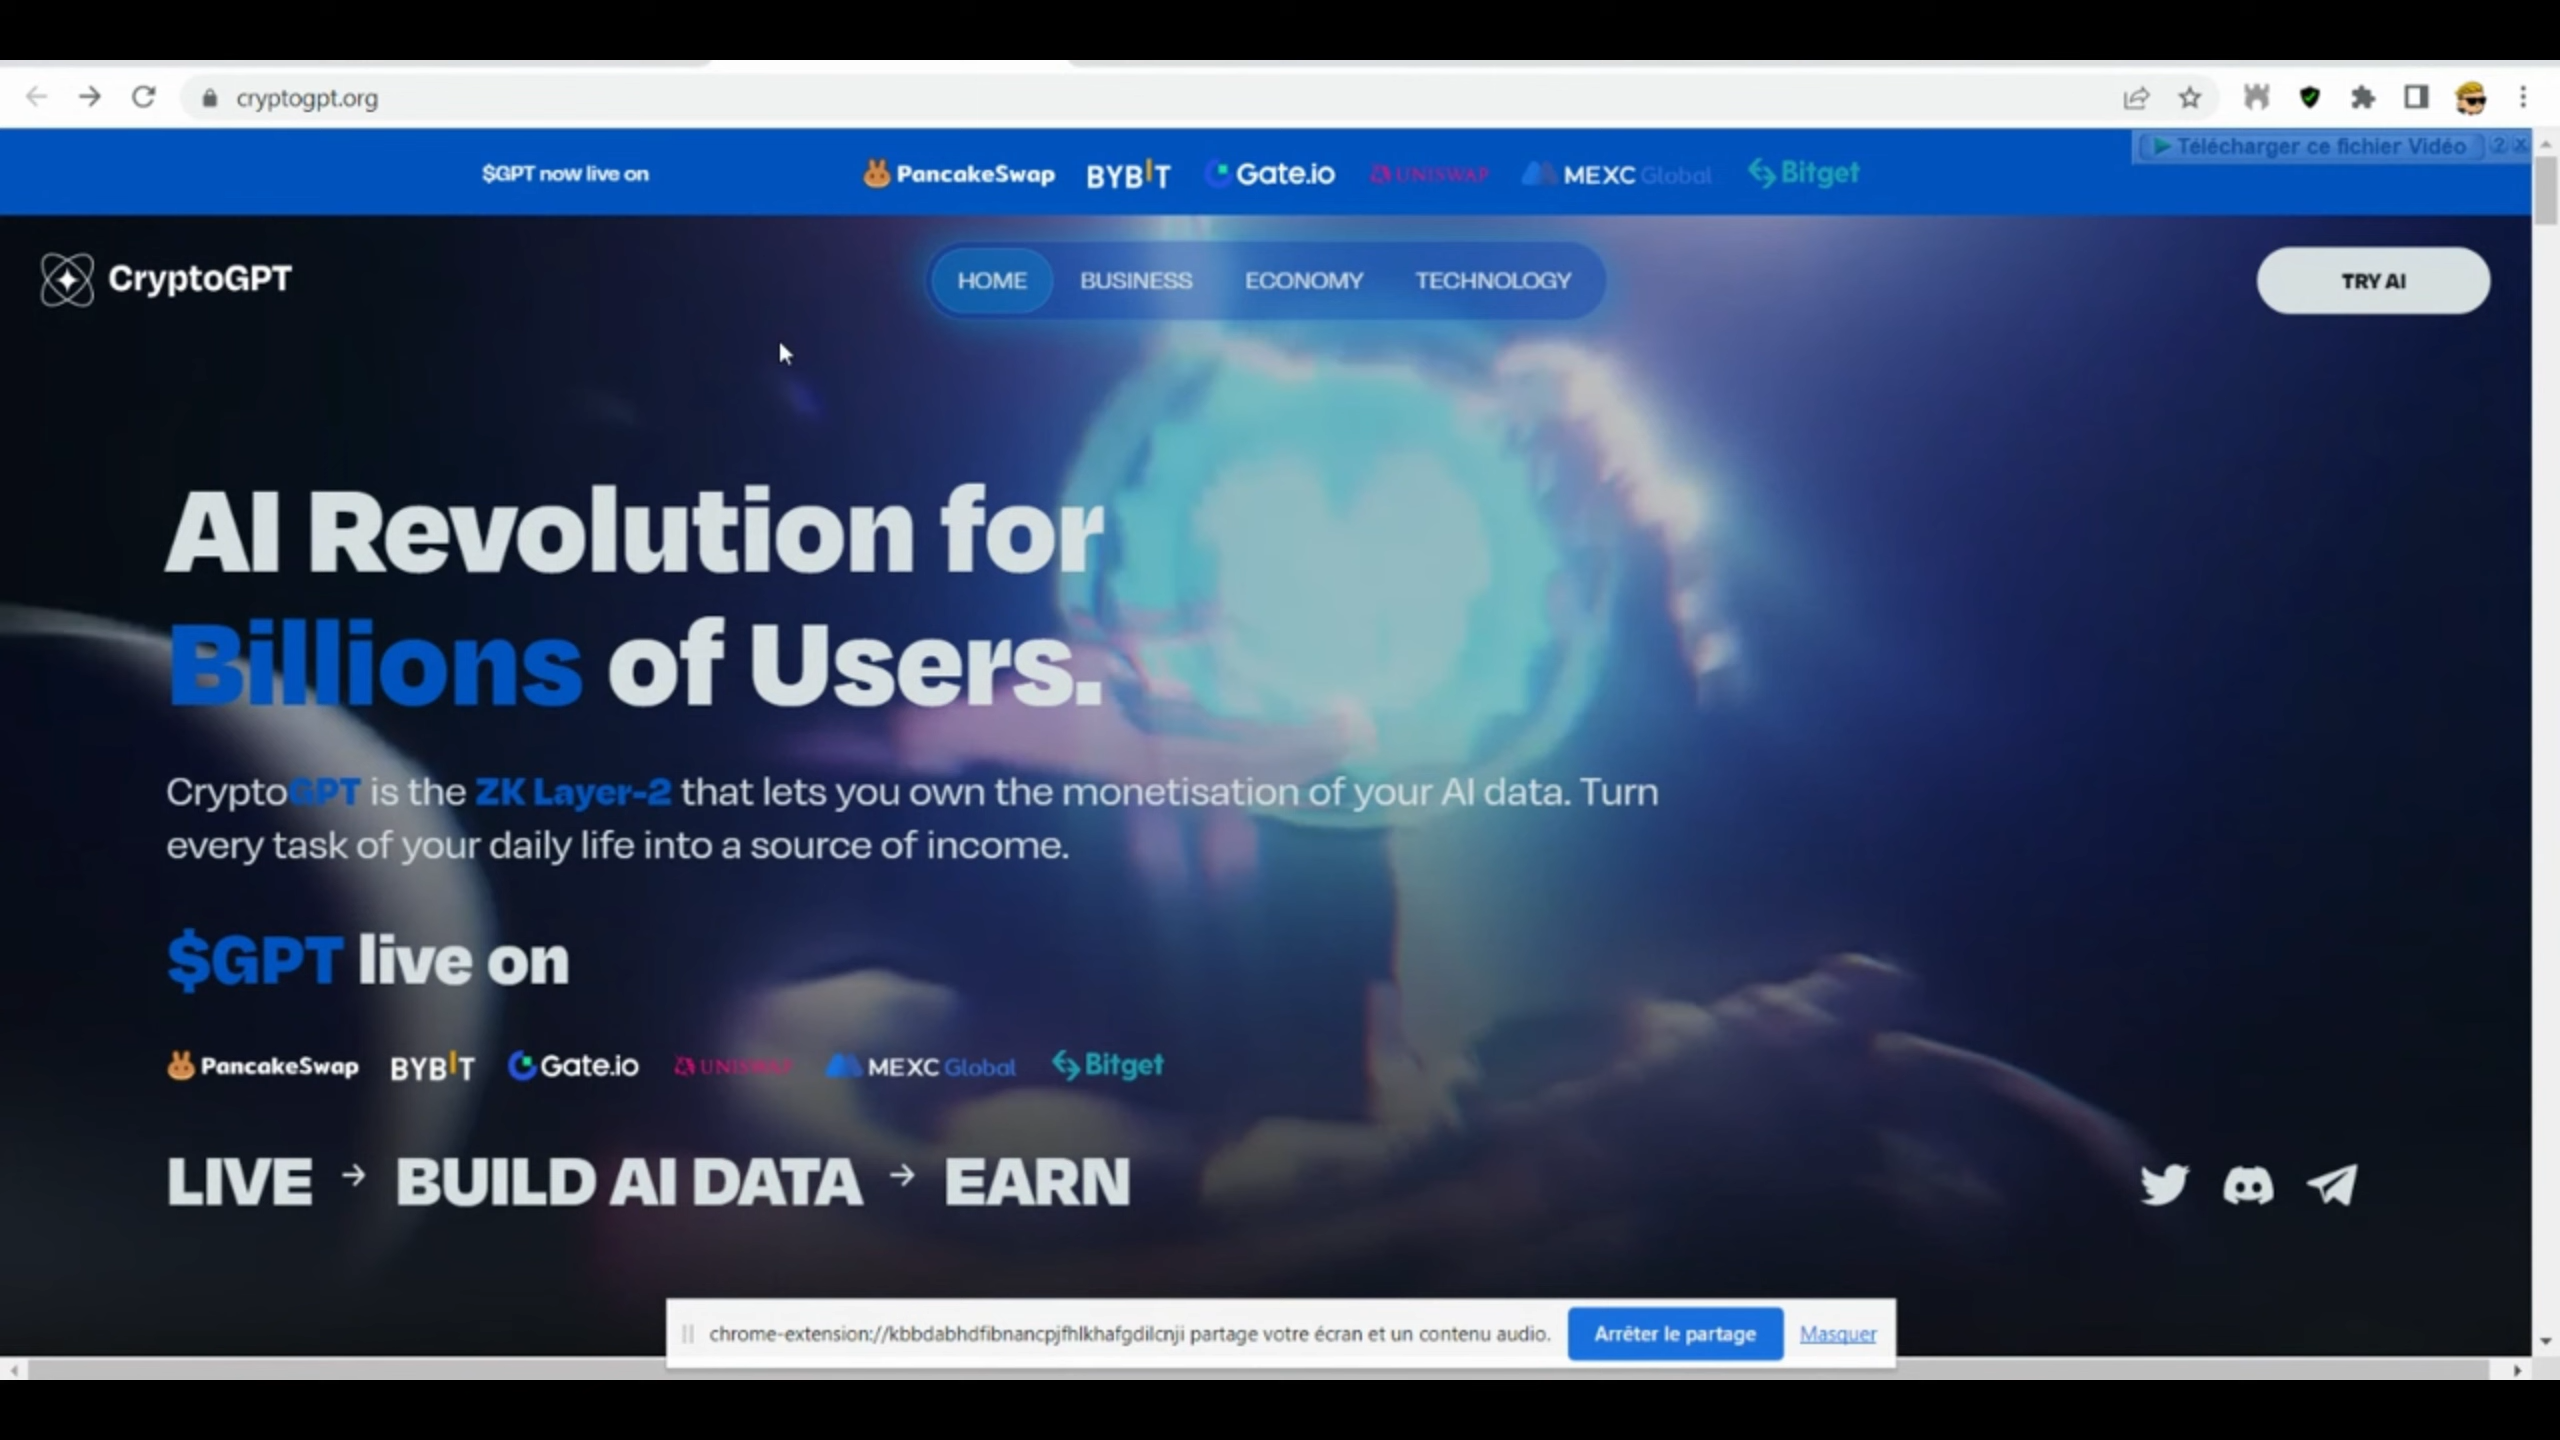 cryptogpt.org
Télécharger ce fichier Vidéo ? X
$GPT now live on PancakeSwap BYBIT Gate.io UNISWAP MEXC Global Bitget
CryptoGPT HOME BUSINESS ECONOMY TECHNOLOGY TRY AI
AI Revolution for
Billions of Users.
CryptoGPT is the ZK Layer-2 that lets you own the monetisation of your AI data. Turn
every task of your daily life into a source of income.
$GPT live on
PancakeSwap BYBIT Gate.io UNISWAP MEXC Global Bitget
LIVE → BUILD AI DATA → EARN
chrome-extension://kbbdabhdfibnancpjfhlkhafgdilcnji partage votre écran et un contenu audio. Arrêter le partage Masquer